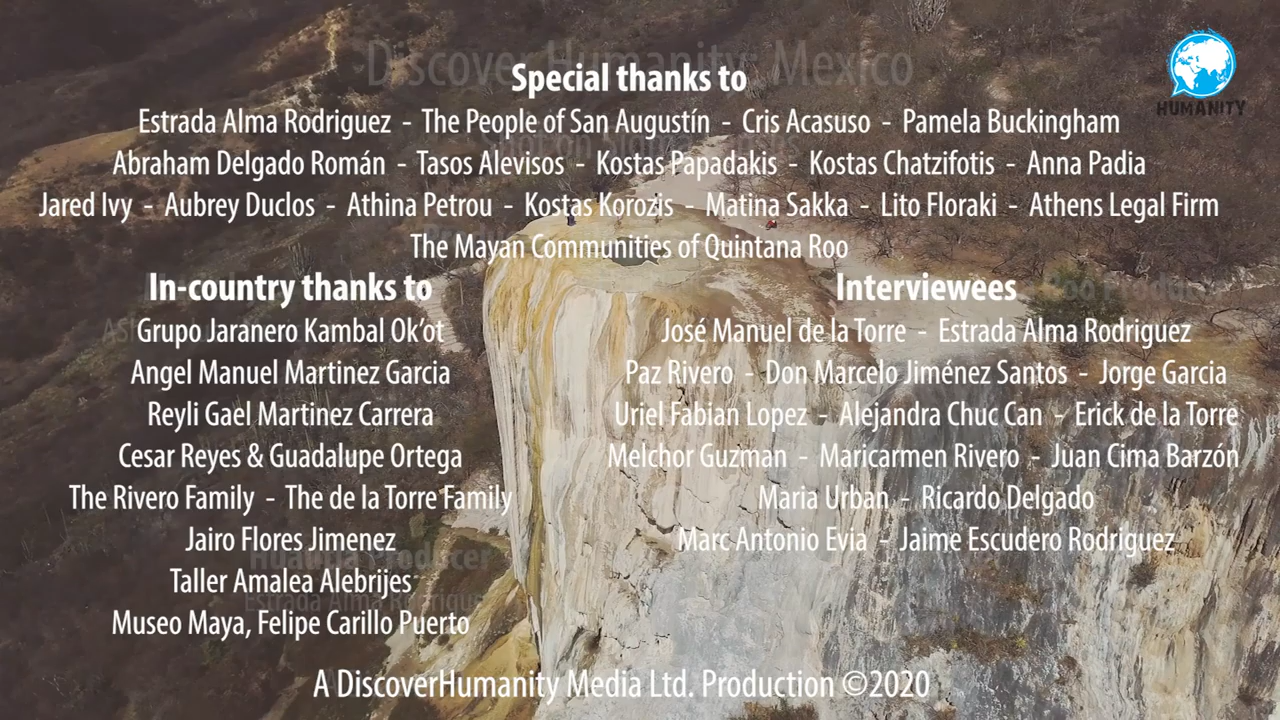 Discover Humanity: Mexico
Special thanks to
Estrada Alma Rodriguez - The People of San Augustín - Cris Acasuso - Pamela Buckingham
Abraham Delgado Román - Tasos Alevisos - Kostas Papadakis - Kostas Chatzifotis - Anna Padia
Jared Ivy - Aubrey Duclos - Athina Petrou - Kostas Korozis - Matina Sakka - Lito Floraki - Athens Legal Firm
The Mayan Communities of Quintana Roo
In-country thanks to
Grupo Jaranero Kambal Ok’ot
Angel Manuel Martinez Garcia
Reyli Gael Martinez Carrera
Cesar Reyes & Guadalupe Ortega
The Rivero Family - The de la Torre Family
Jairo Flores Jimenez
Taller Amalea Alebrijes
Museo Maya, Felipe Carillo Puerto
Interviewees
José Manuel de la Torre - Estrada Alma Rodriguez
Paz Rivero - Don Marcelo Jiménez Santos - Jorge Garcia
Uriel Fabian Lopez - Alejandra Chuc Can - Erick de la Torre
Melchor Guzman - Maricarmen Rivero - Juan Cima Barzón
Maria Urban - Ricardo Delgado
Marc Antonio Evia - Jaime Escudero Rodriguez
A DiscoverHumanity Media Ltd. Production ©2020
HUMANITY